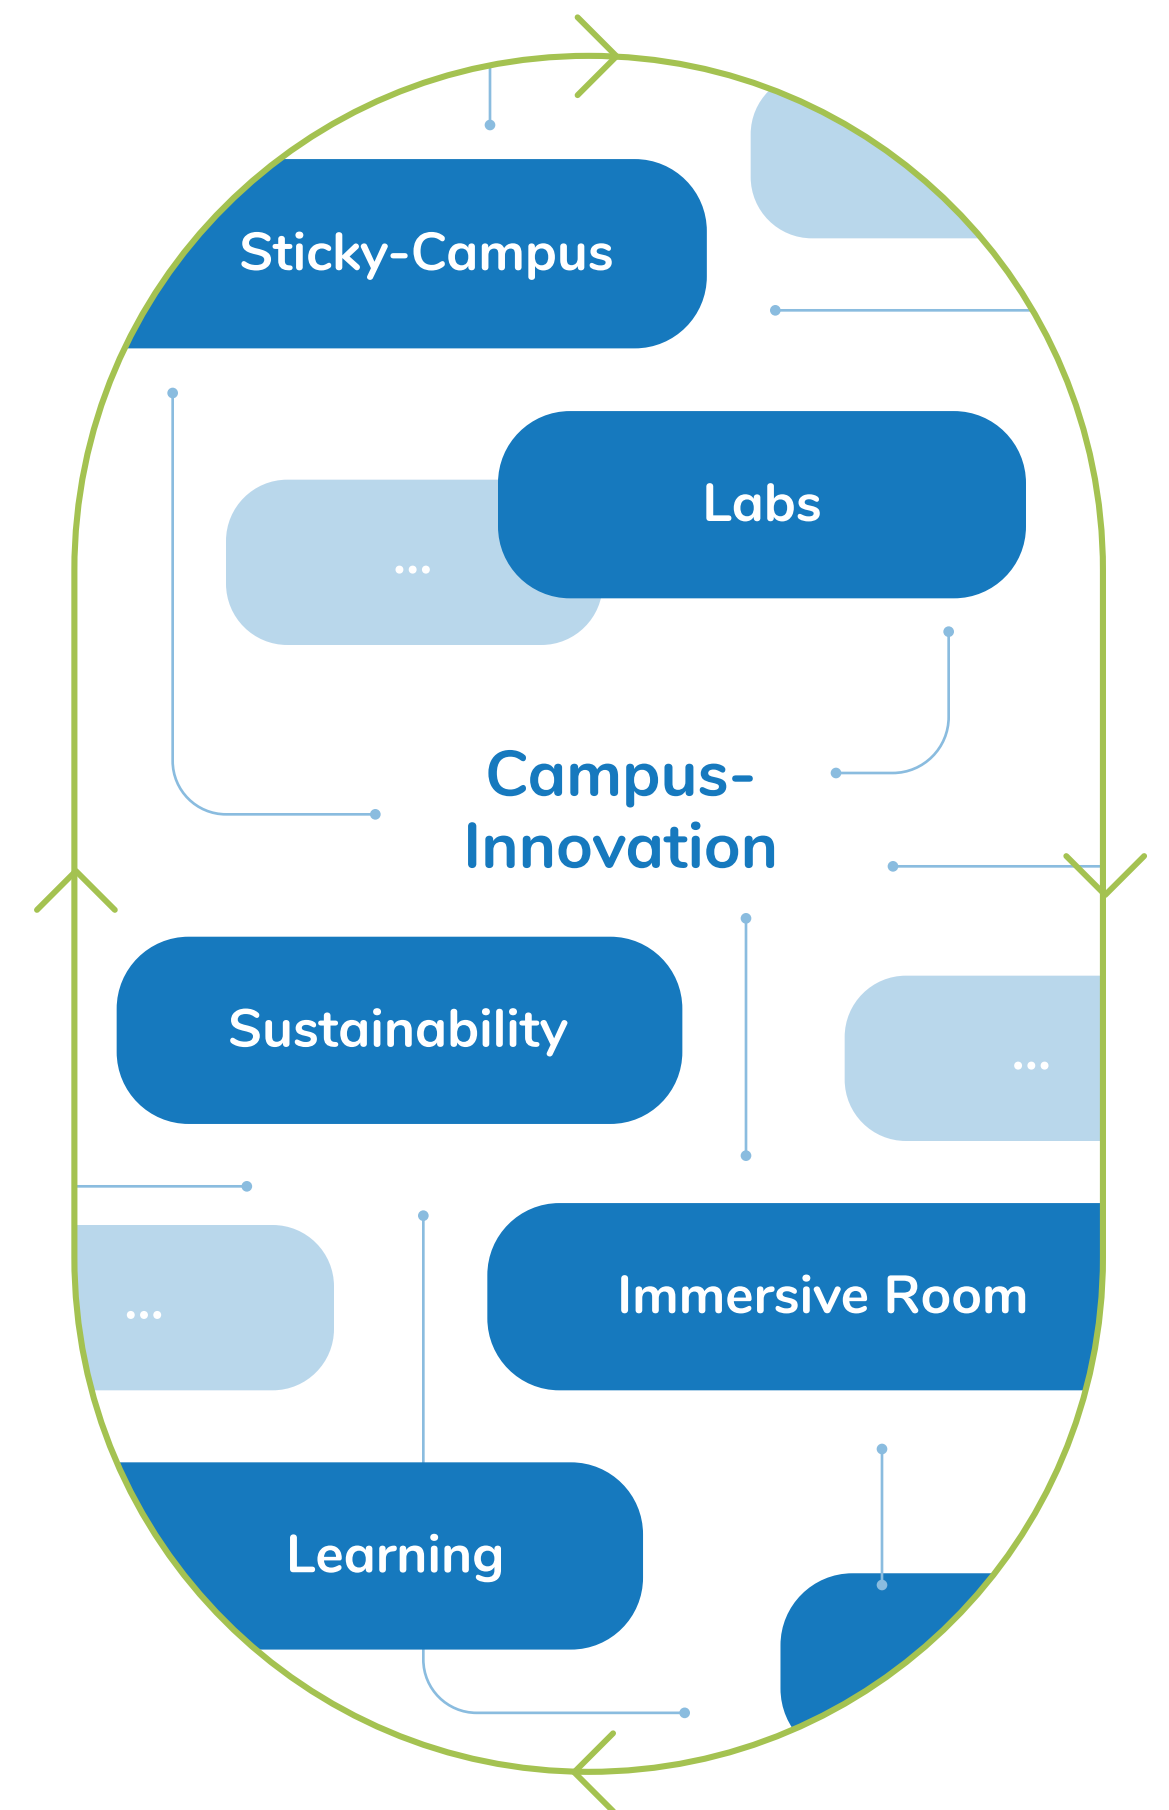 Sticky-Campus
Labs
...
Campus-
Innovation
Sustainability
...
Immersive Room
...
Learning